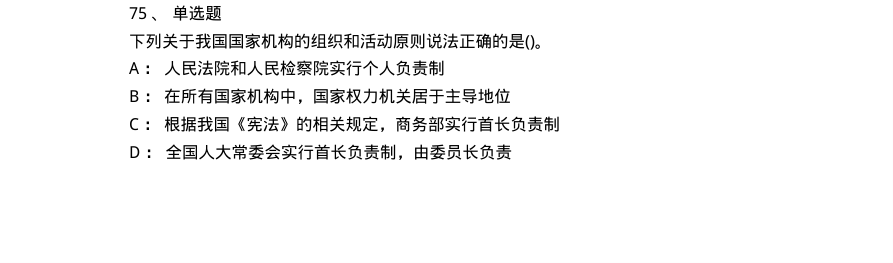 75 、 单选题
下列关于我国国家机构的组织和活动原则说法正确的是()。
A： 人民法院和人民检察院实行个人负责制
B： 在所有国家机构中，国家权力机关居于主导地位
C： 根据我国《宪法》的相关规定，商务部实行首长负责制
D： 全国人大常委会实行首长负责制，由委员长负责